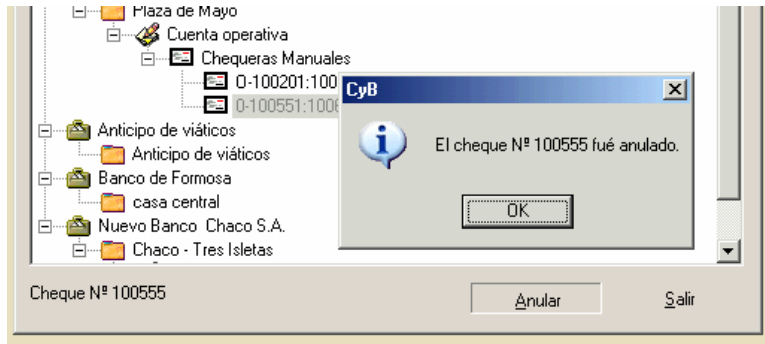 Plaza de Mayo
Cuenta operativa
Chequeras Manuales
0-100201:100
0-100551:100
CyB
El cheque Nº 100555 fué anulado.
OK
Anticipo de viáticos
Anticipo de viáticos
Banco de Formosa
casa central
Nuevo Banco Chaco S.A.
Chaco - Tres Isletas
Cheque Nº 100555
Anular
Salir